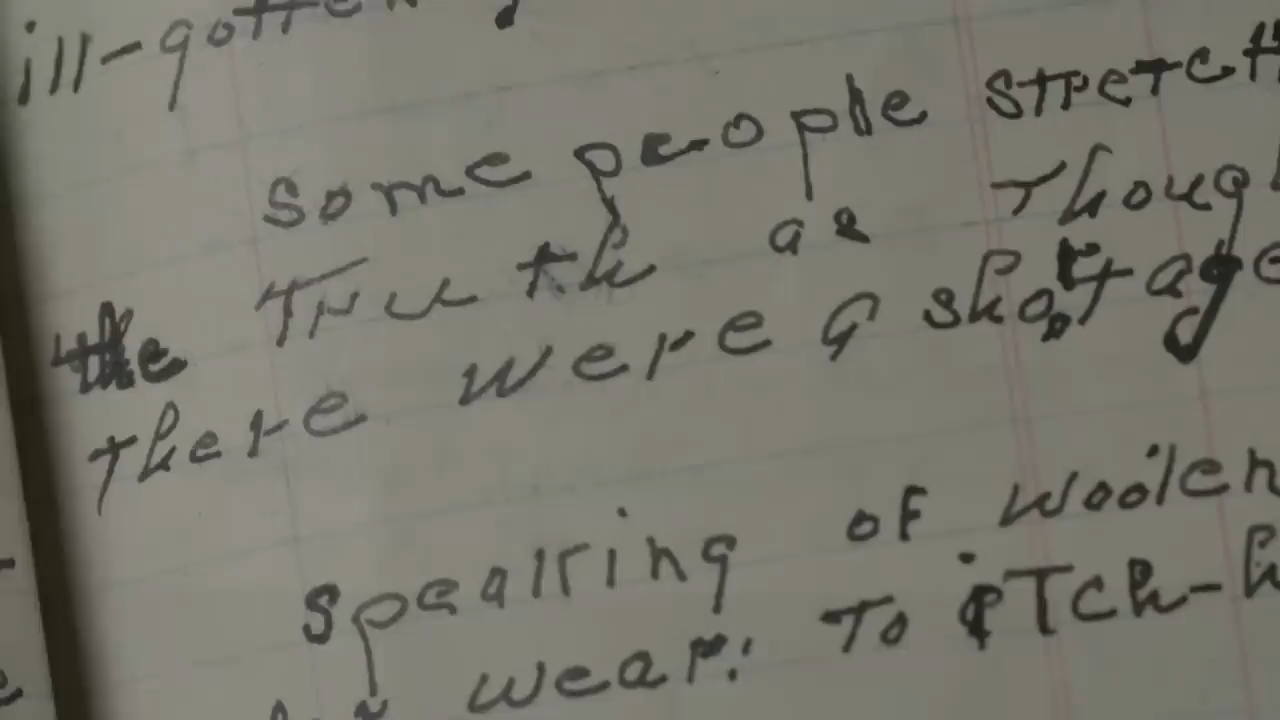 ill-gotten
Some people stretch
the Truth as Though
There were a shortage
Speaking of woolen
wear: To iTch-h